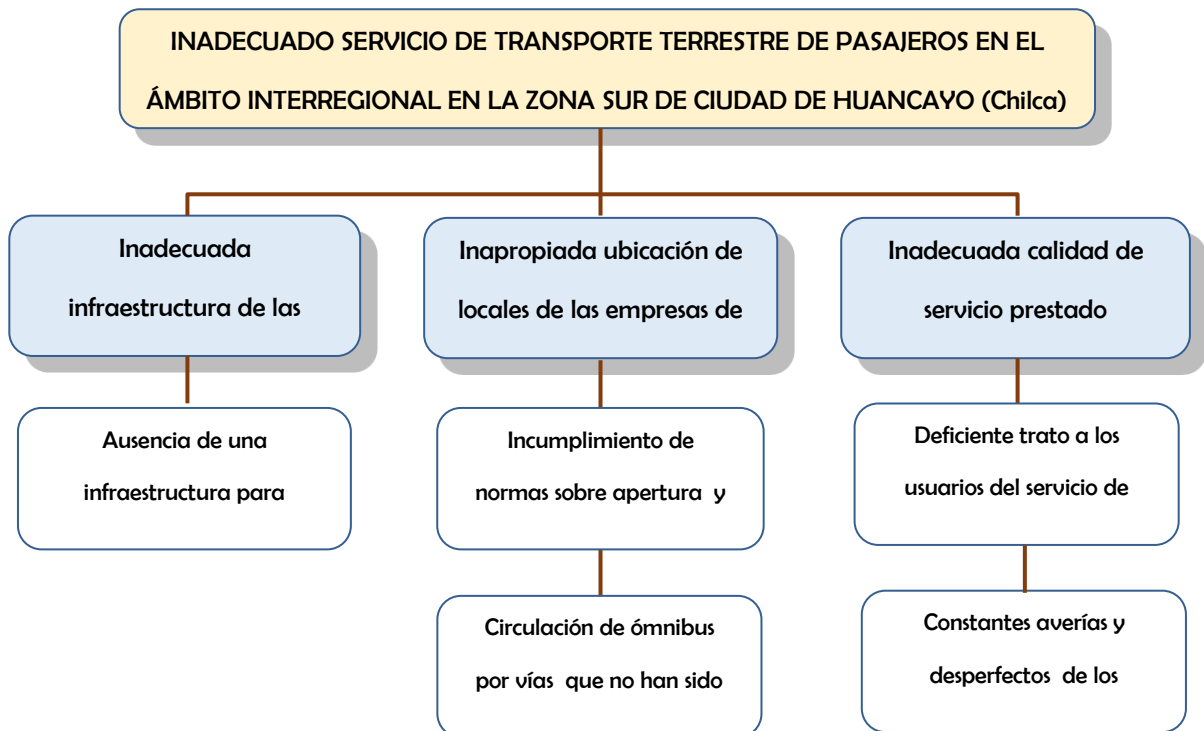 INADECUADO SERVICIO DE TRANSPORTE TERRESTRE DE PASAJEROS EN EL
ÁMBITO INTERREGIONAL EN LA ZONA SUR DE CIUDAD DE HUANCAYO (Chilca)
Inadecuada
infraestructura de las
Inapropiada ubicación de
locales de las empresas de
Inadecuada calidad de
servicio prestado
Ausencia de una
infraestructura para
Incumplimiento de
normas sobre apertura y
Deficiente trato a los
usuarios del servicio de
Circulación de ómnibus
por vías que no han sido
Constantes averías y
desperfectos de los